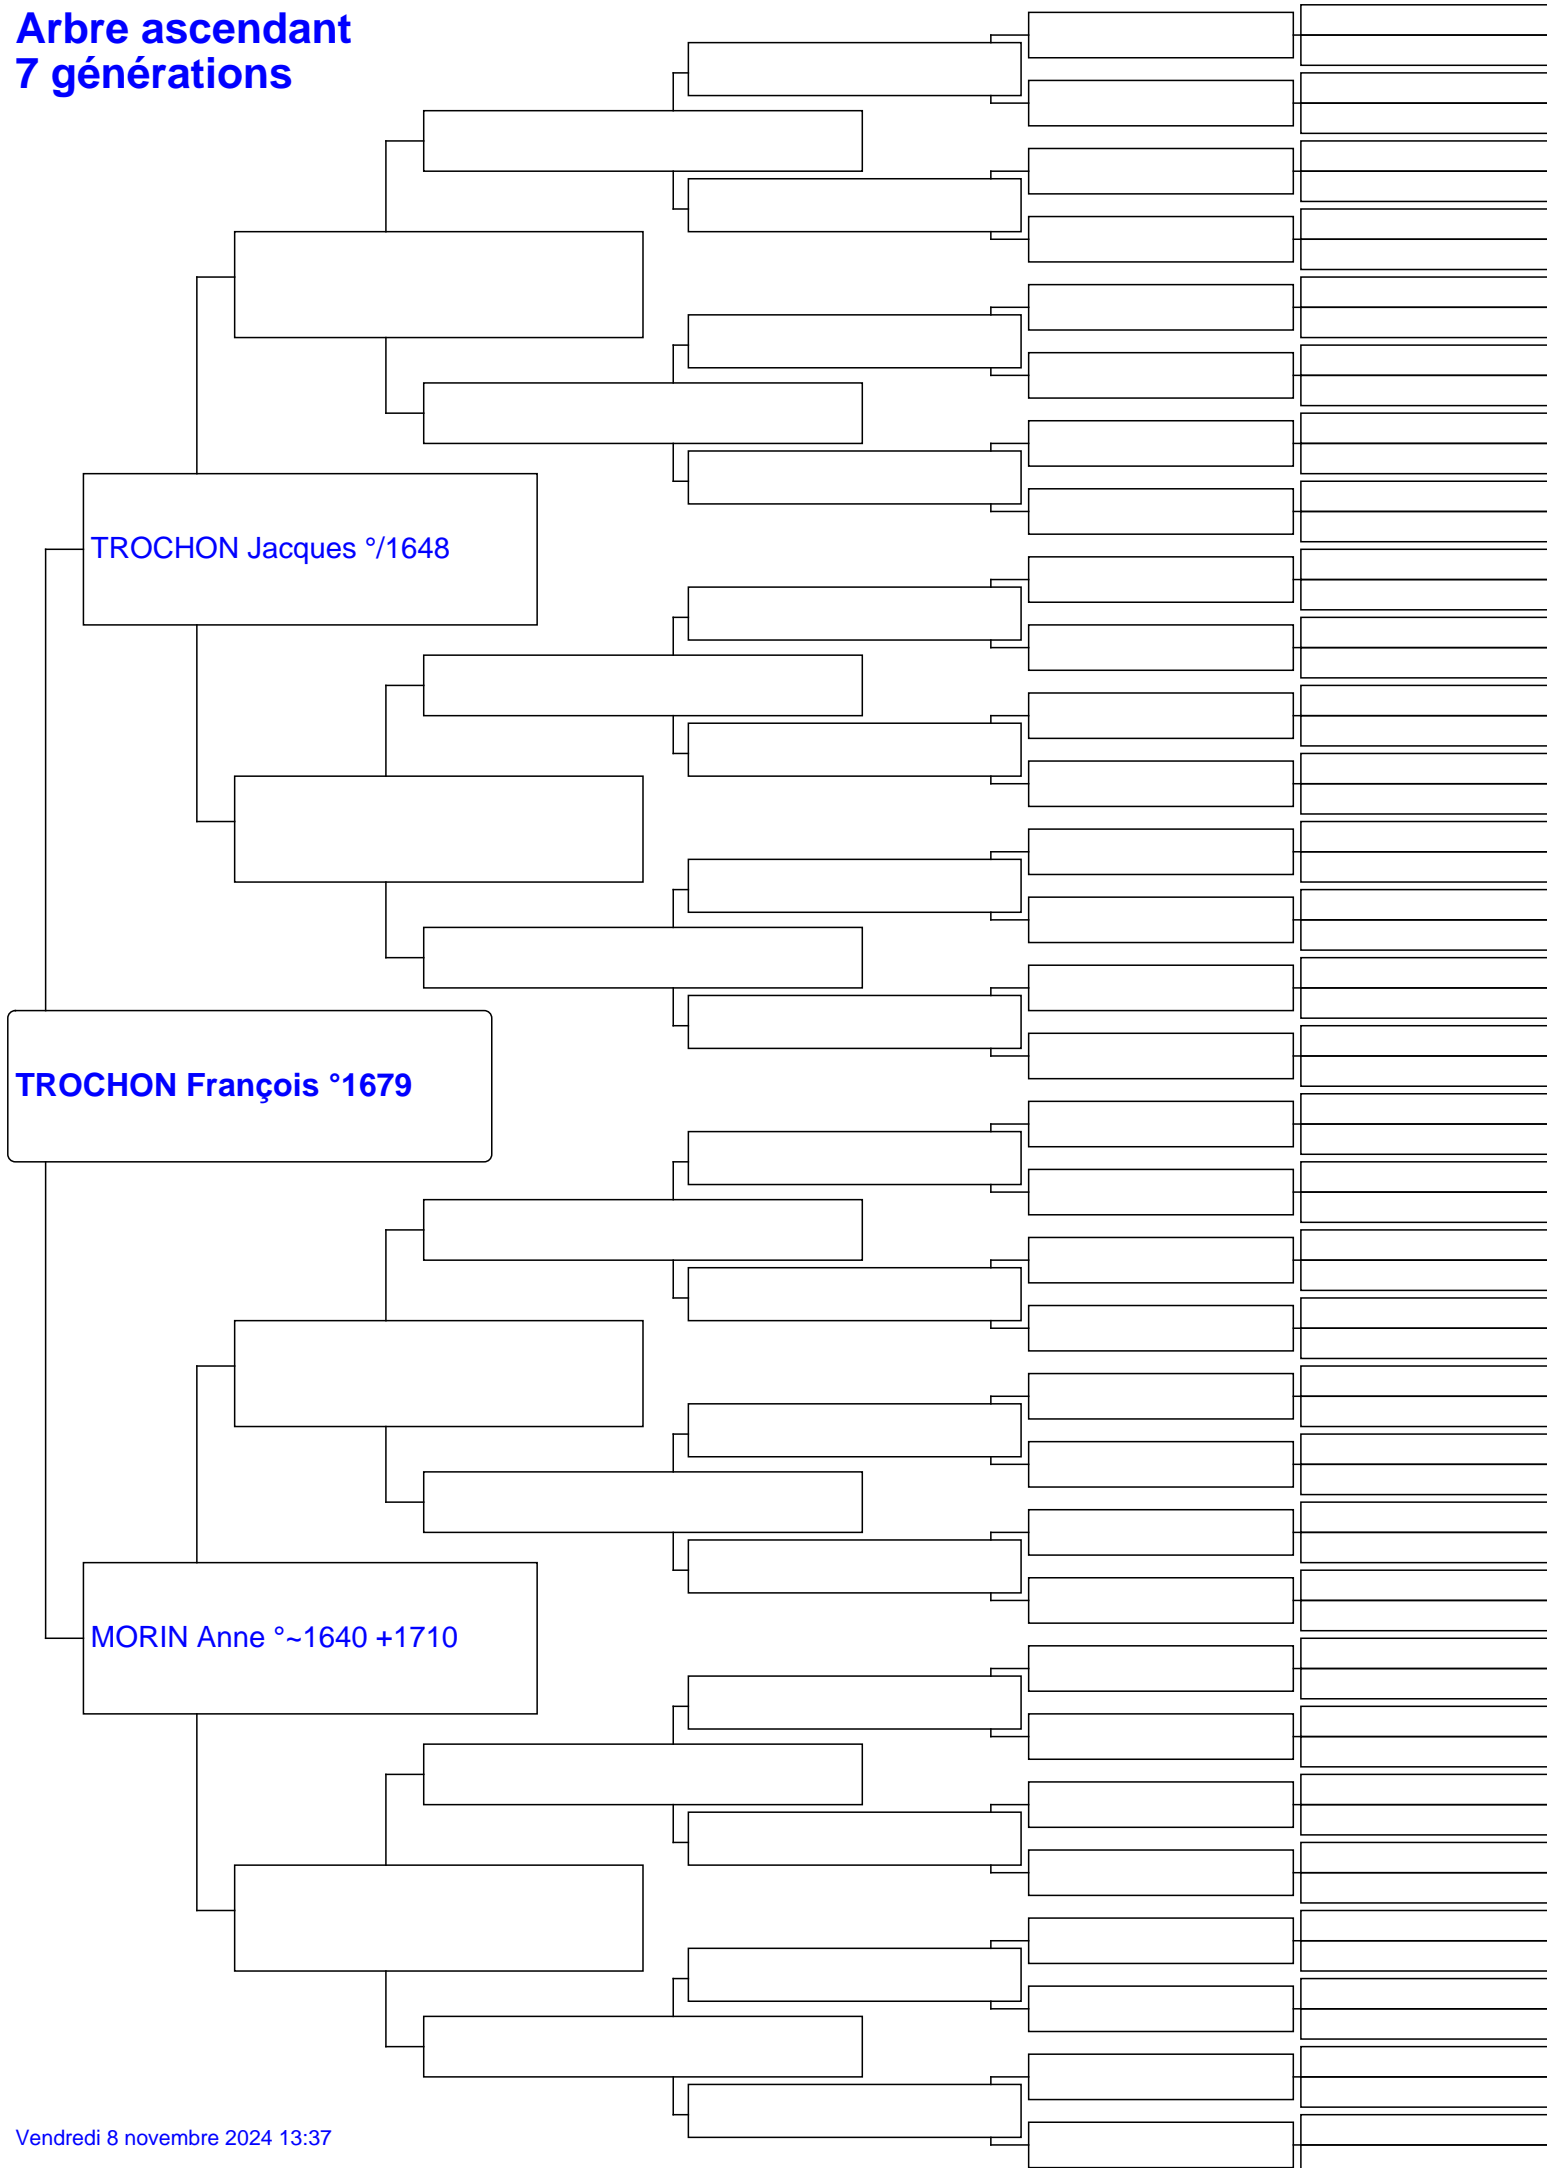 Arbre ascendant
7 générations
TROCHON Jacques °/1648
TROCHON François °1679
MORIN Anne °~1640 +1710
Vendredi 8 novembre 2024 13:37